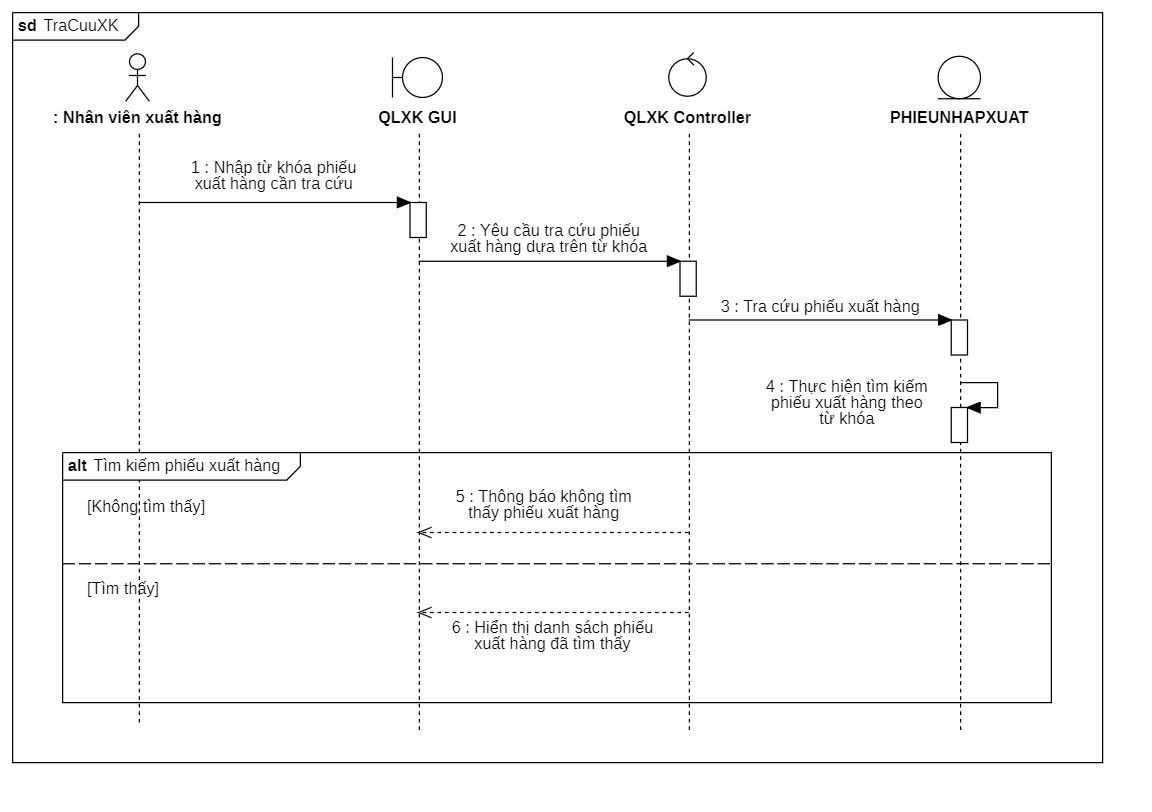 sd TraCuuXK
: Nhân viên xuất hàng
QLXK GUI
QLXK Controller
PHIEUNHAPXUAT
1 : Nhập từ khóa phiếu
xuất hàng cần tra cứu
2 : Yêu cầu tra cứu phiếu
xuất hàng dựa trên từ khóa
3 : Tra cứu phiếu xuất hàng
4 : Thực hiện tìm kiếm
phiếu xuất hàng theo
từ khóa
alt Tìm kiếm phiếu xuất hàng
[Không tìm thấy]
5 : Thông báo không tìm
thấy phiếu xuất hàng
[Tìm thấy]
6 : Hiển thị danh sách phiếu
xuất hàng đã tìm thấy